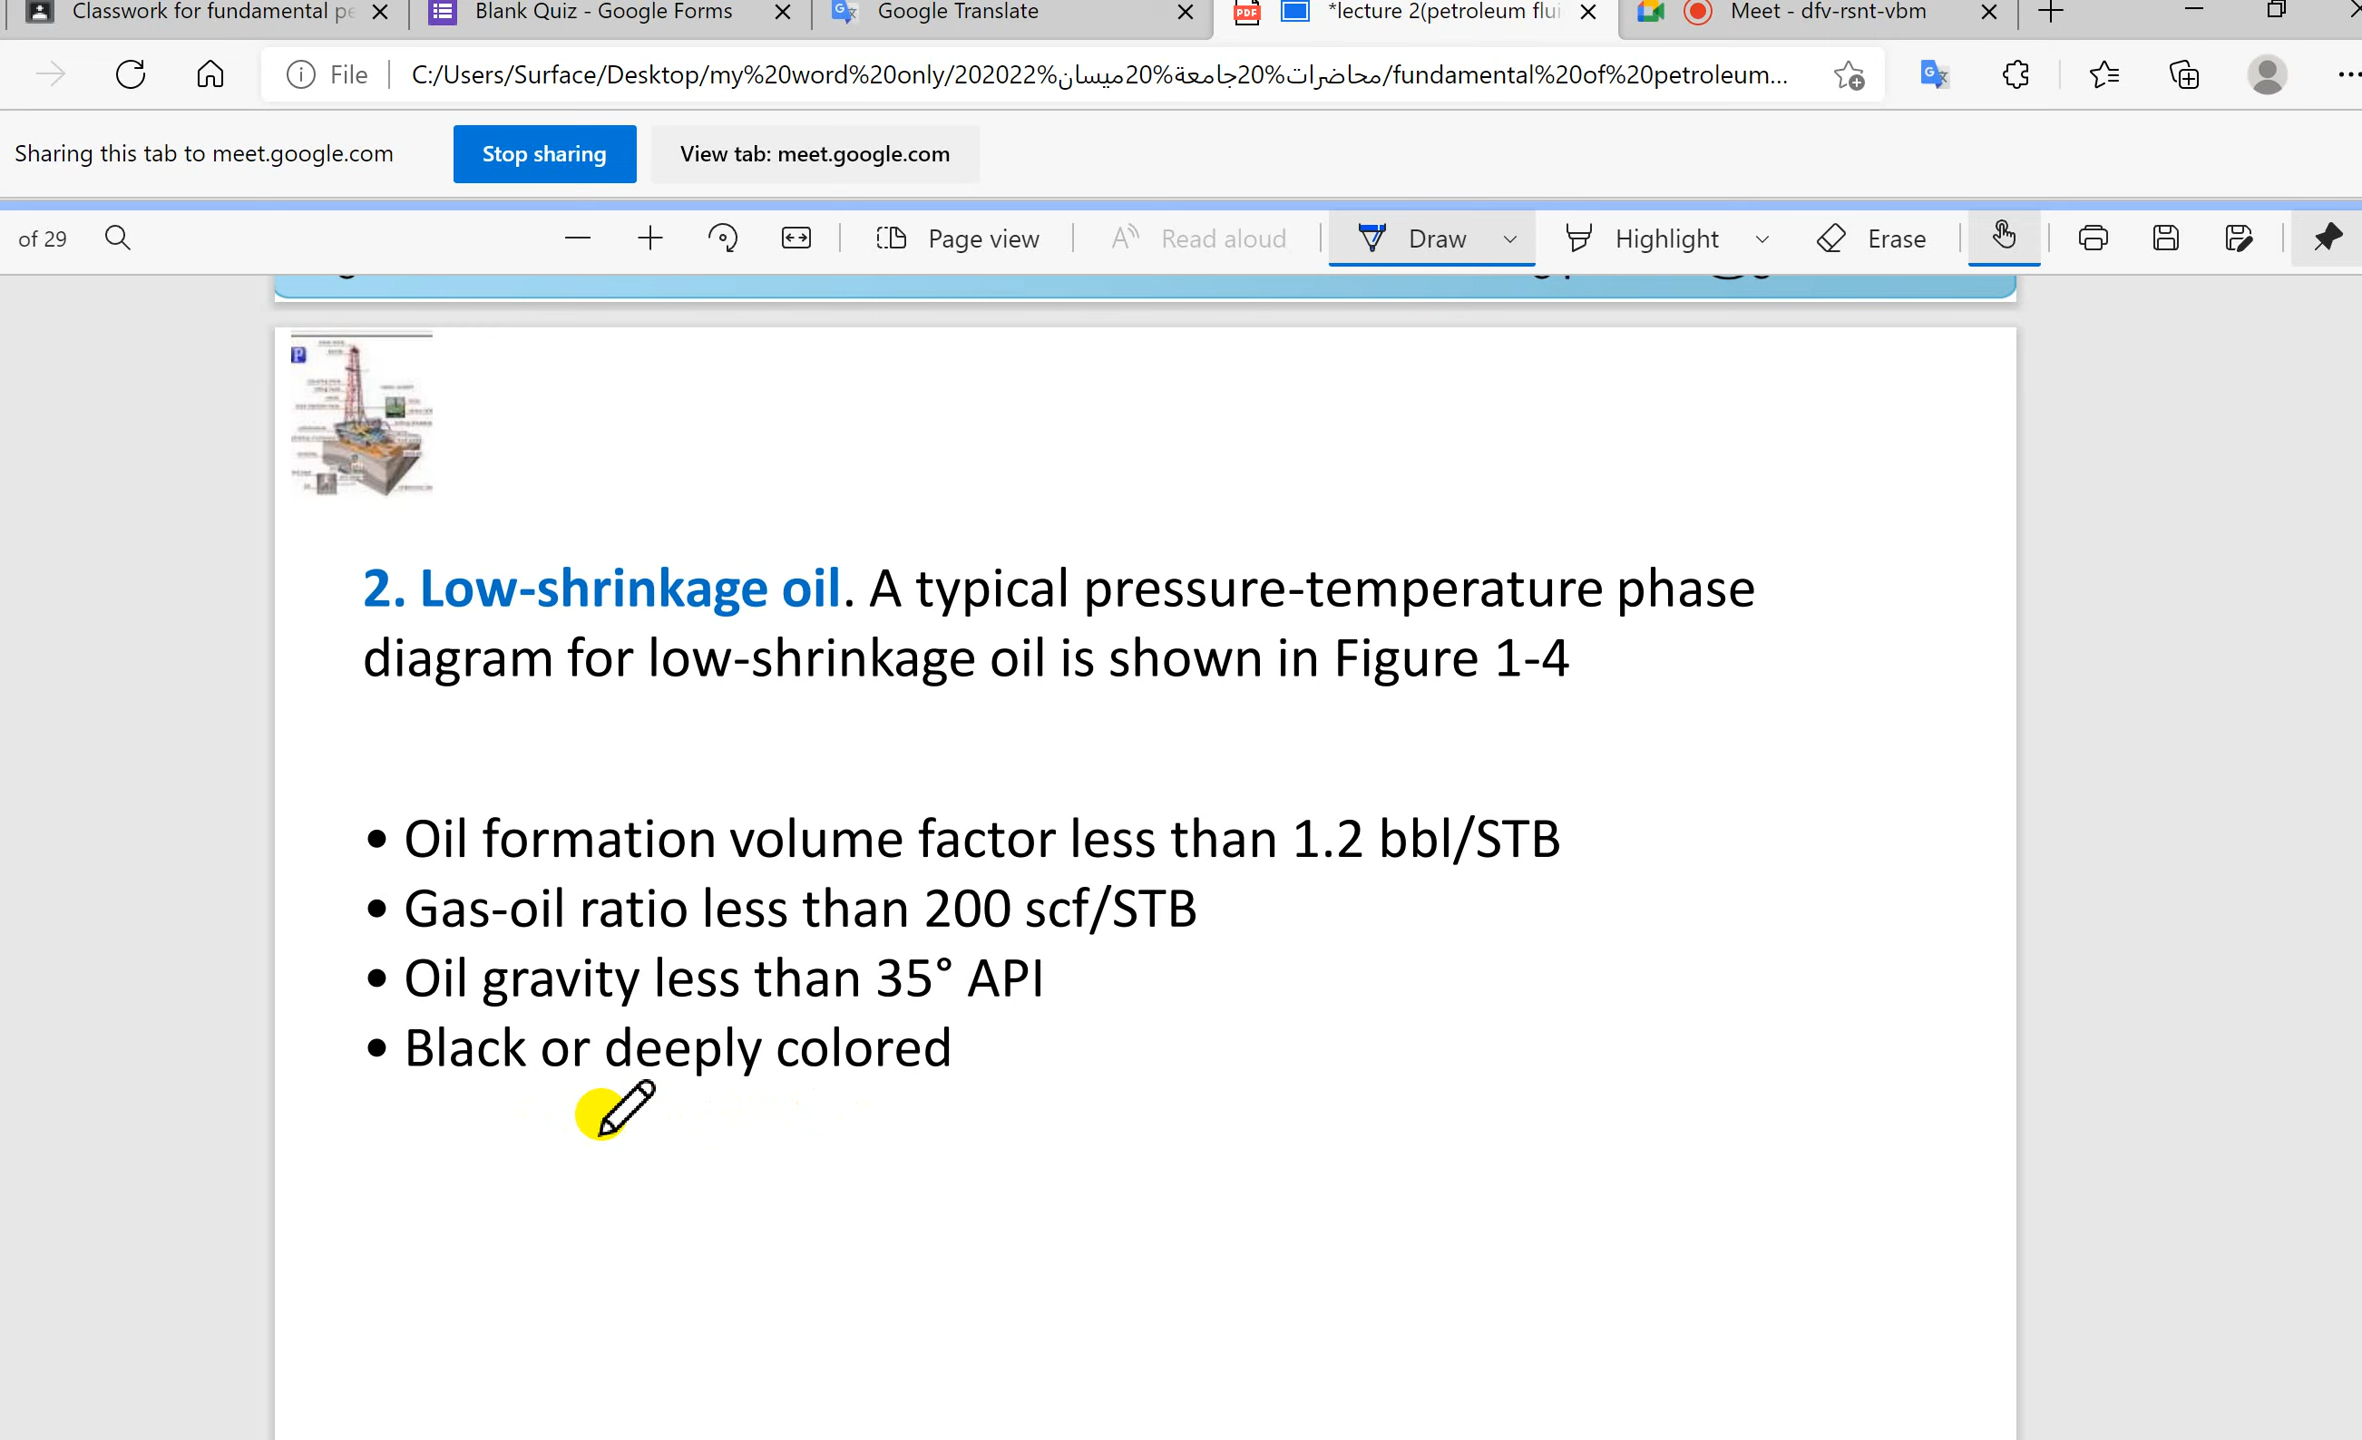 Classwork for fundamental pe
Blank Quiz - Google Forms
Google Translate
*lecture 2(petroleum flui
Meet - dfv-rsnt-vbm
File
C:/Users/Surface/Desktop/my%20word%20only/202022%محاضرات%20جامعة%20ميسان/fundamental%20of%20petroleum...
Sharing this tab to meet.google.com
Stop sharing
View tab: meet.google.com
of 29
Page view
Read aloud
Draw
Highlight
Erase
P
2. Low-shrinkage oil. A typical pressure-temperature phase
diagram for low-shrinkage oil is shown in Figure 1-4
• Oil formation volume factor less than 1.2 bbl/STB
• Gas-oil ratio less than 200 scf/STB
• Oil gravity less than 35° API
• Black or deeply colored